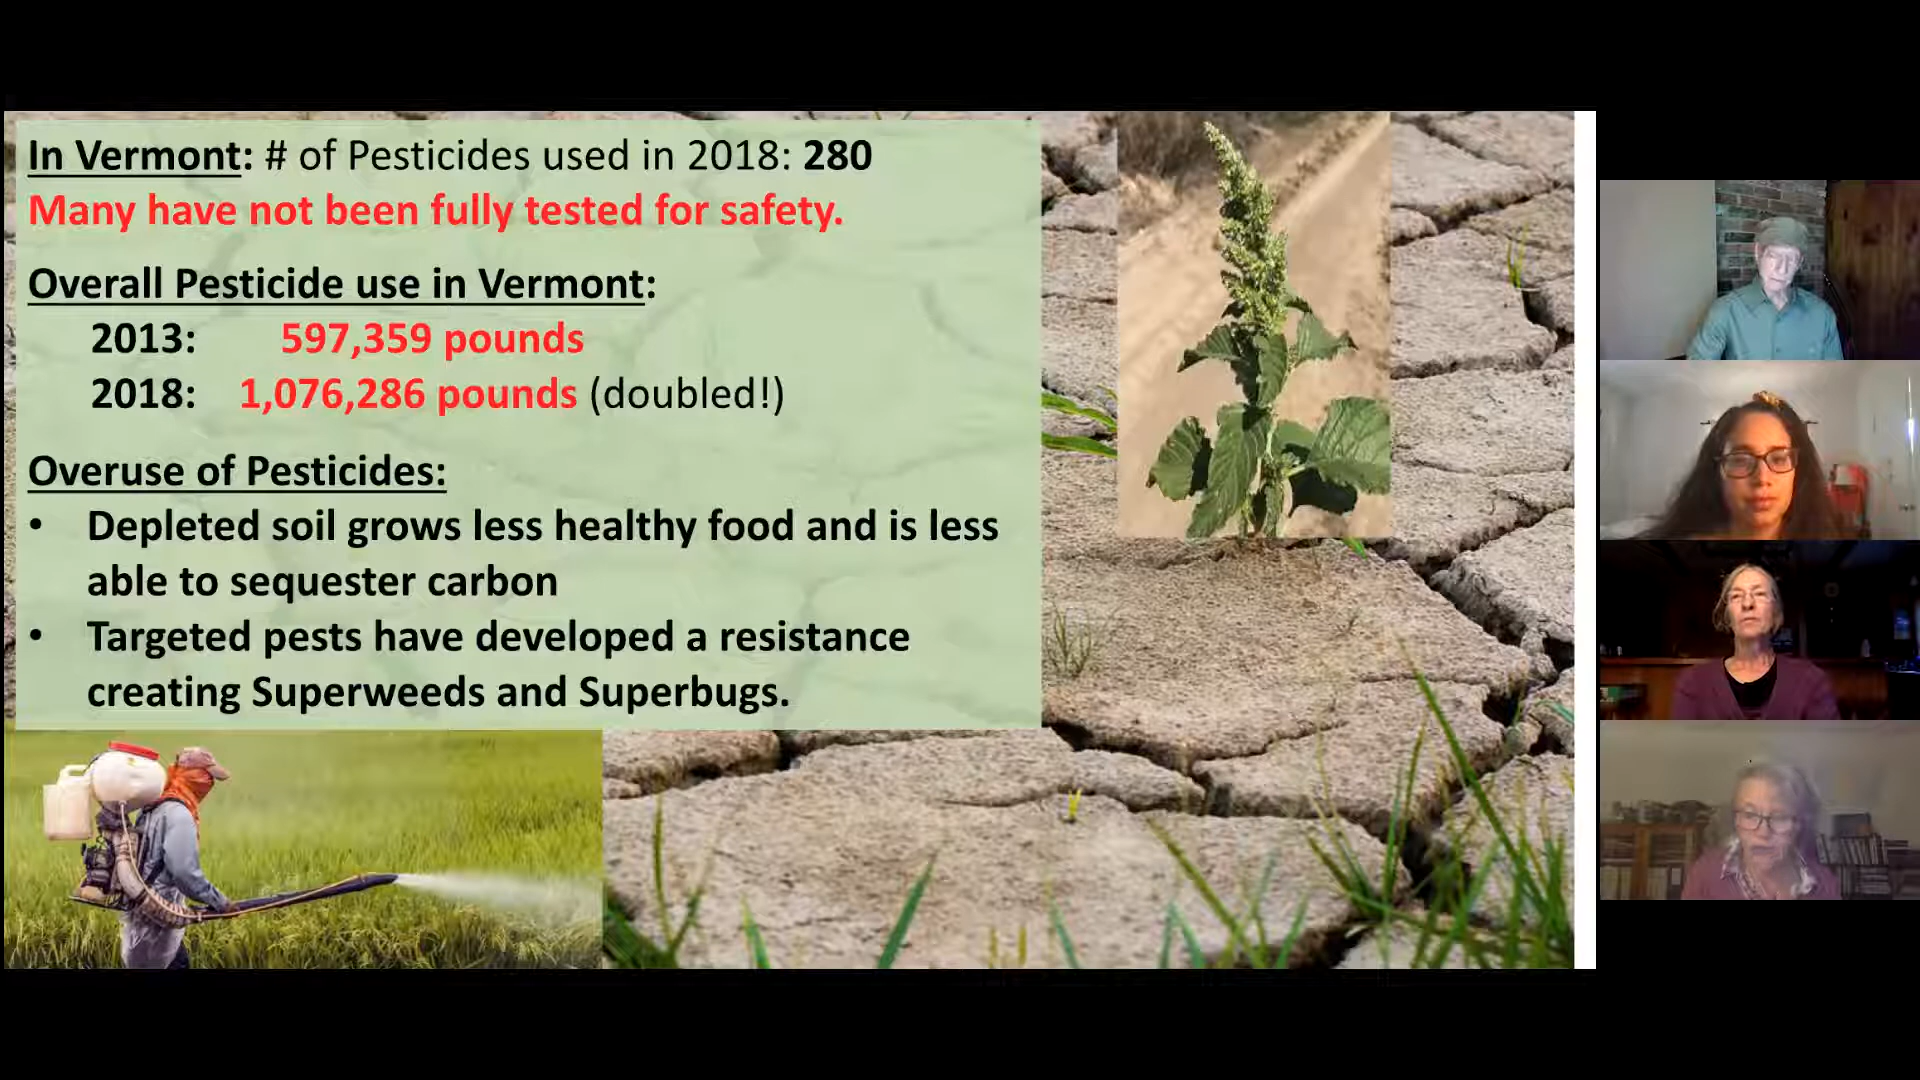 In Vermont: # of Pesticides used in 2018: 280
Many have not been fully tested for safety.
Overall Pesticide use in Vermont:
2013: 597,359 pounds
2018: 1,076,286 pounds (doubled!)
Overuse of Pesticides:
• Depleted soil grows less healthy food and is less
able to sequester carbon
• Targeted pests have developed a resistance
creating Superweeds and Superbugs.